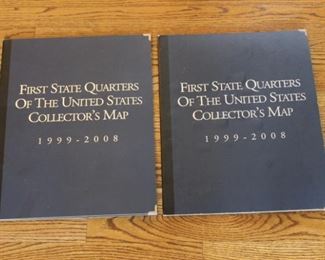 First State Quarters
Of The United States
Collector's Map
1999-2008
First State Quarters
Of The United States
Collector's Map
1999-2008